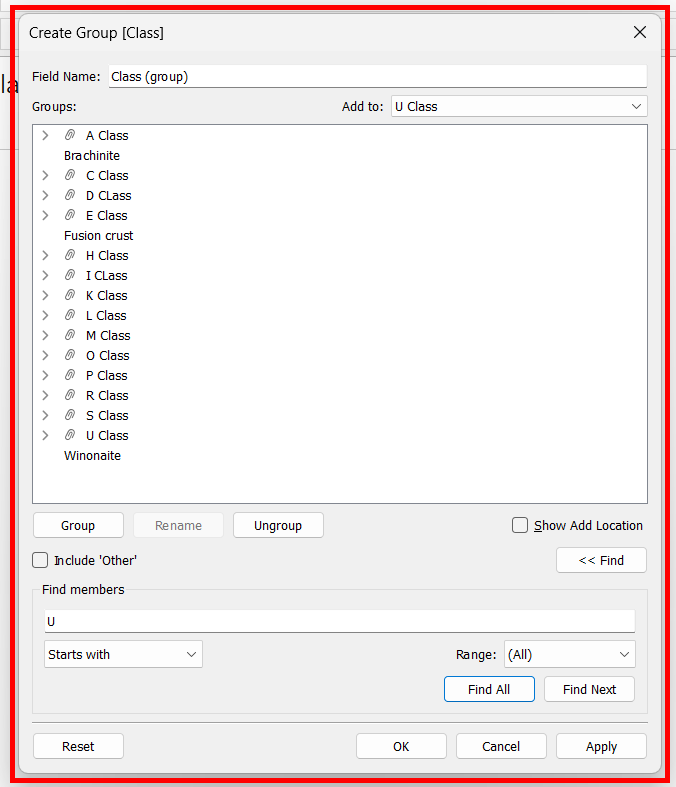 Create Group [Class]
la
Field Name: Class (group)
Groups: Add to: U Class
A Class
Brachinite
C Class
D CLass
E Class
Fusion crust
H Class
I CLass
K Class
L Class
M Class
O Class
P Class
R Class
S Class
U Class
Winonaite
Group Rename Ungroup Show Add Location
Include 'Other' << Find
Find members
U
Starts with Range: (All)
Find All Find Next
Reset OK Cancel Apply